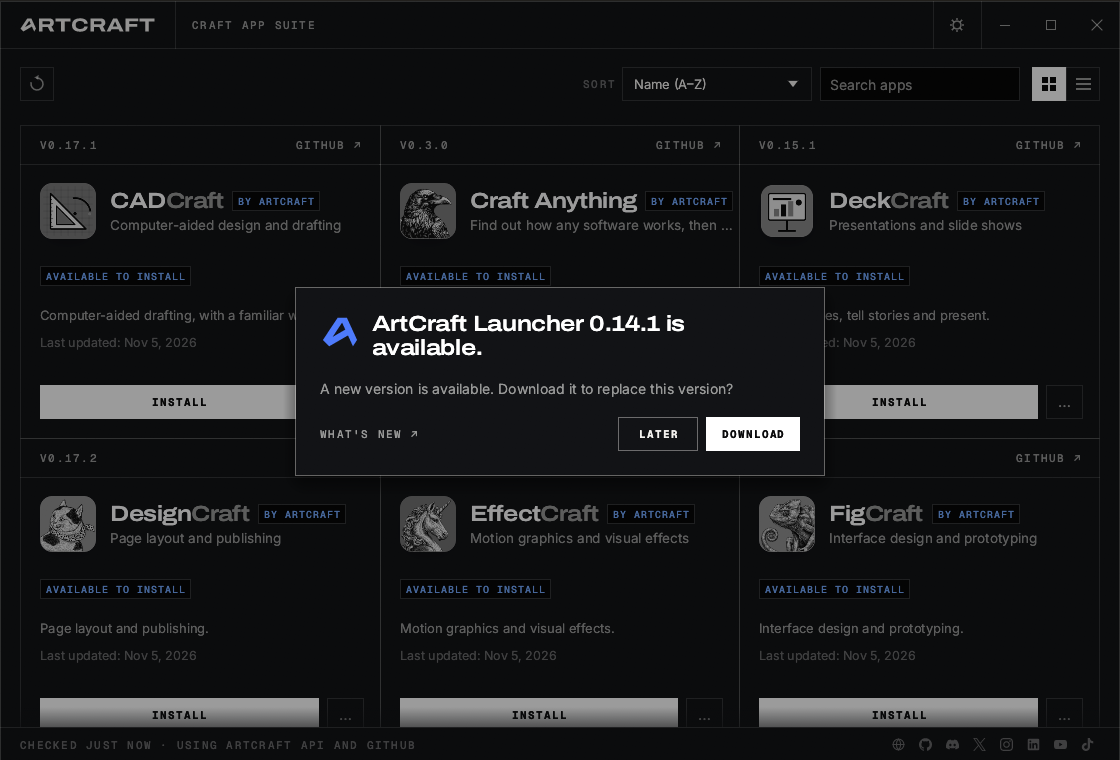 ARTCRAFT
CRAFT APP SUITE
SORT
Name (A–Z)
Search apps
V0.17.1
GITHUB ↗
V0.3.0
GITHUB ↗
V0.15.1
GITHUB ↗
CADCraft
BY ARTCRAFT
Computer-aided design and drafting
Craft Anything
BY ARTCRAFT
Find out how any software works, then ...
DeckCraft
BY ARTCRAFT
Presentations and slide shows
AVAILABLE TO INSTALL
AVAILABLE TO INSTALL
AVAILABLE TO INSTALL
Computer-aided drafting, with a familiar
es, tell stories and present.
Last updated: Nov 5, 2026
ed: Nov 5, 2026
INSTALL
INSTALL
...
ArtCraft Launcher 0.14.1 is
available.
A new version is available. Download it to replace this version?
WHAT'S NEW ↗
LATER
DOWNLOAD
V0.17.2
GITHUB ↗
DesignCraft
BY ARTCRAFT
Page layout and publishing
EffectCraft
BY ARTCRAFT
Motion graphics and visual effects
FigCraft
BY ARTCRAFT
Interface design and prototyping
AVAILABLE TO INSTALL
AVAILABLE TO INSTALL
AVAILABLE TO INSTALL
Page layout and publishing.
Motion graphics and visual effects.
Interface design and prototyping.
Last updated: Nov 5, 2026
Last updated: Nov 5, 2026
Last updated: Nov 5, 2026
INSTALL
...
INSTALL
...
INSTALL
...
CHECKED JUST NOW · USING ARTCRAFT API AND GITHUB